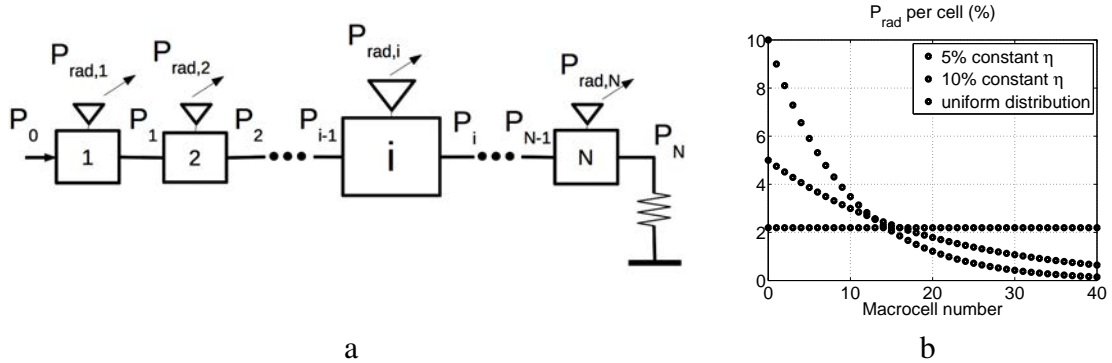 P_rad,1
P_rad,2
P_rad,i
P_rad,N
P_0 P_1 P_2 P_i-1 P_i P_N-1 P_N
1 2 i N
a
P_rad per cell (%)
10
8
6
4
2
0
5% constant η
10% constant η
uniform distribution
0 10 20 30 40
Macrocell number
b